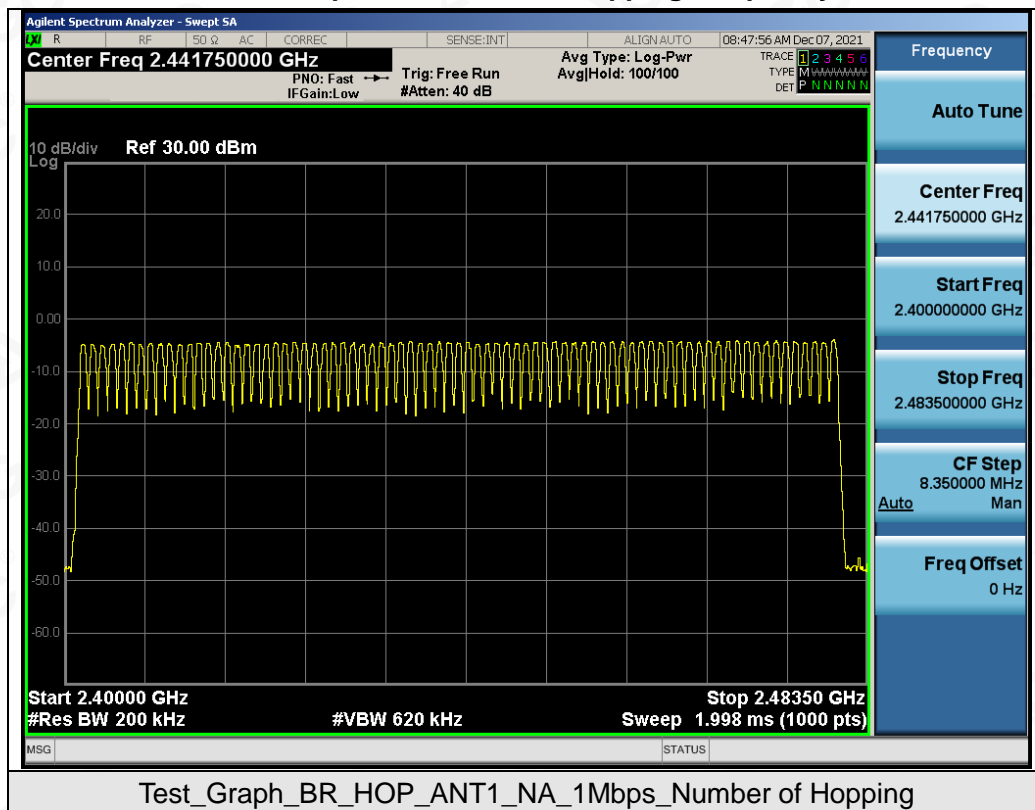 Agilent Spectrum Analyzer - Swept SA
LXI R RF 50 Ω AC CORREC SENSE:INT ALIGN AUTO 08:47:56 AM Dec 07, 2021
Center Freq 2.441750000 GHz
PNO: Fast
IFGain:Low
Trig: Free Run
#Atten: 40 dB
Avg Type: Log-Pwr
Avg|Hold: 100/100
TRACE 1 2 3 4 5 6
TYPE M WWWWW
DET P N N N N N
10 dB/div Ref 30.00 dBm
Log
20.0
10.0
0.00
-10.0
-20.0
-30.0
-40.0
-50.0
-60.0
Start 2.40000 GHz Stop 2.48350 GHz
#Res BW 200 kHz #VBW 620 kHz Sweep 1.998 ms (1000 pts)
MSG STATUS
Frequency
Auto Tune
Center Freq
2.441750000 GHz
Start Freq
2.400000000 GHz
Stop Freq
2.483500000 GHz
CF Step
8.350000 MHz
Auto Man
Freq Offset
0 Hz
Test_Graph_BR_HOP_ANT1_NA_1Mbps_Number of Hopping